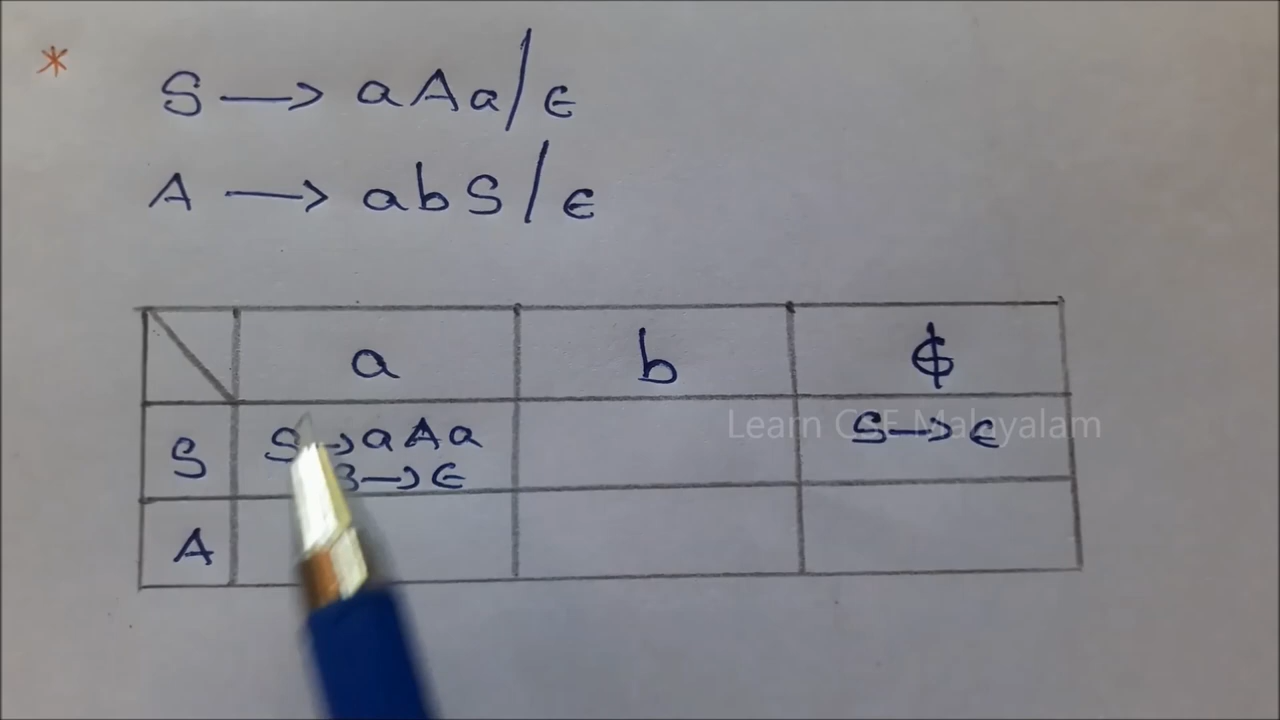 *
S → aAa/ε
A → abS/ε
a b $
Learn CSE Malayalam
S S→aAa S→ε
S→ε
A